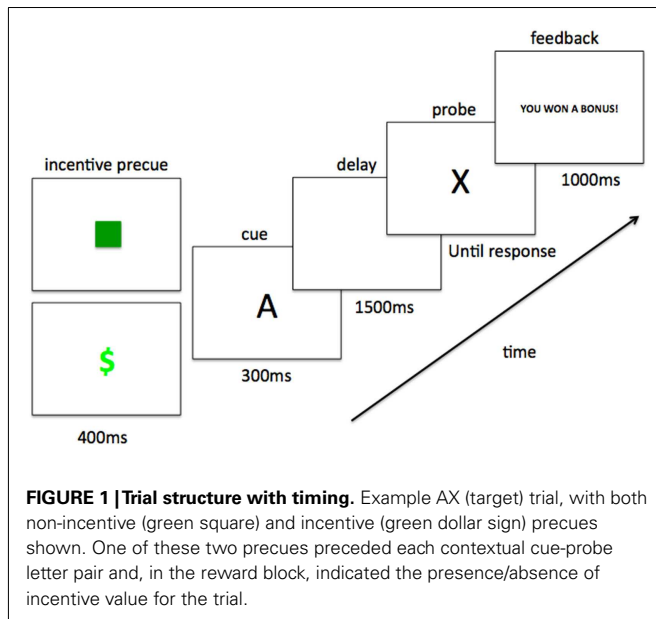 feedback
YOU WON A BONUS!
1000ms
probe
X
Until response
delay
1500ms
incentive precue
$
400ms
cue
A
300ms
time
FIGURE 1 | Trial structure with timing. Example AX (target) trial, with both
non-incentive (green square) and incentive (green dollar sign) precues
shown. One of these two precues preceded each contextual cue-probe
letter pair and, in the reward block, indicated the presence/absence of
incentive value for the trial.